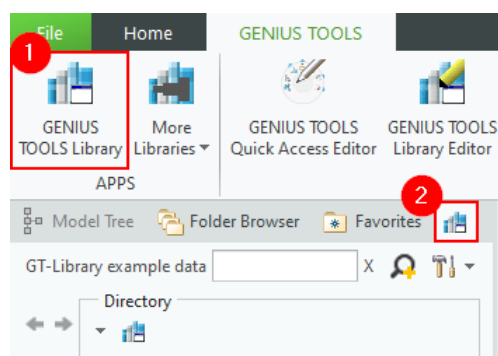 File Home GENIUS TOOLS
1
GENIUS More GENIUS TOOLS GENIUS TOOLS
TOOLS Library Libraries Quick Access Editor Library Editor
APPS
2
Model Tree Folder Browser Favorites
GT-Library example data X
Directory